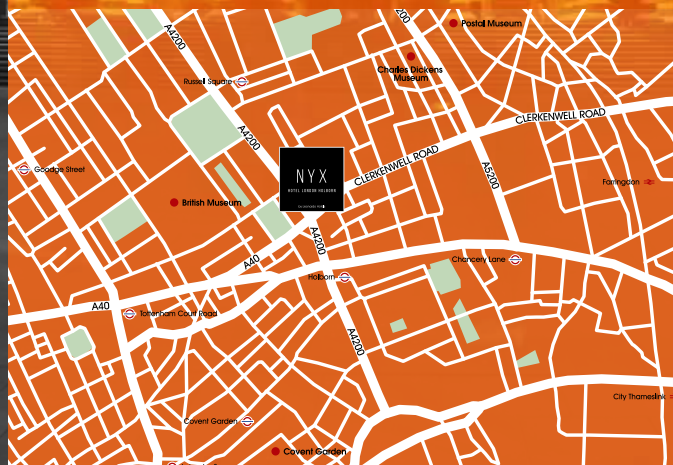 A4200
4200
Postal Museum
Charles Dickens
Museum
Russell Square
A4200
CLERKENWELL ROAD
CLERKENWELL ROAD
Goodge Street
NYX
HOTEL LONDON HOLBORN
A5200
Farringdon
British Museum
A4200
A40
Chancery Lane
Holborn
A40
Tottenham Court Road
A4200
City Thameslink
Covent Garden
Covent Garden